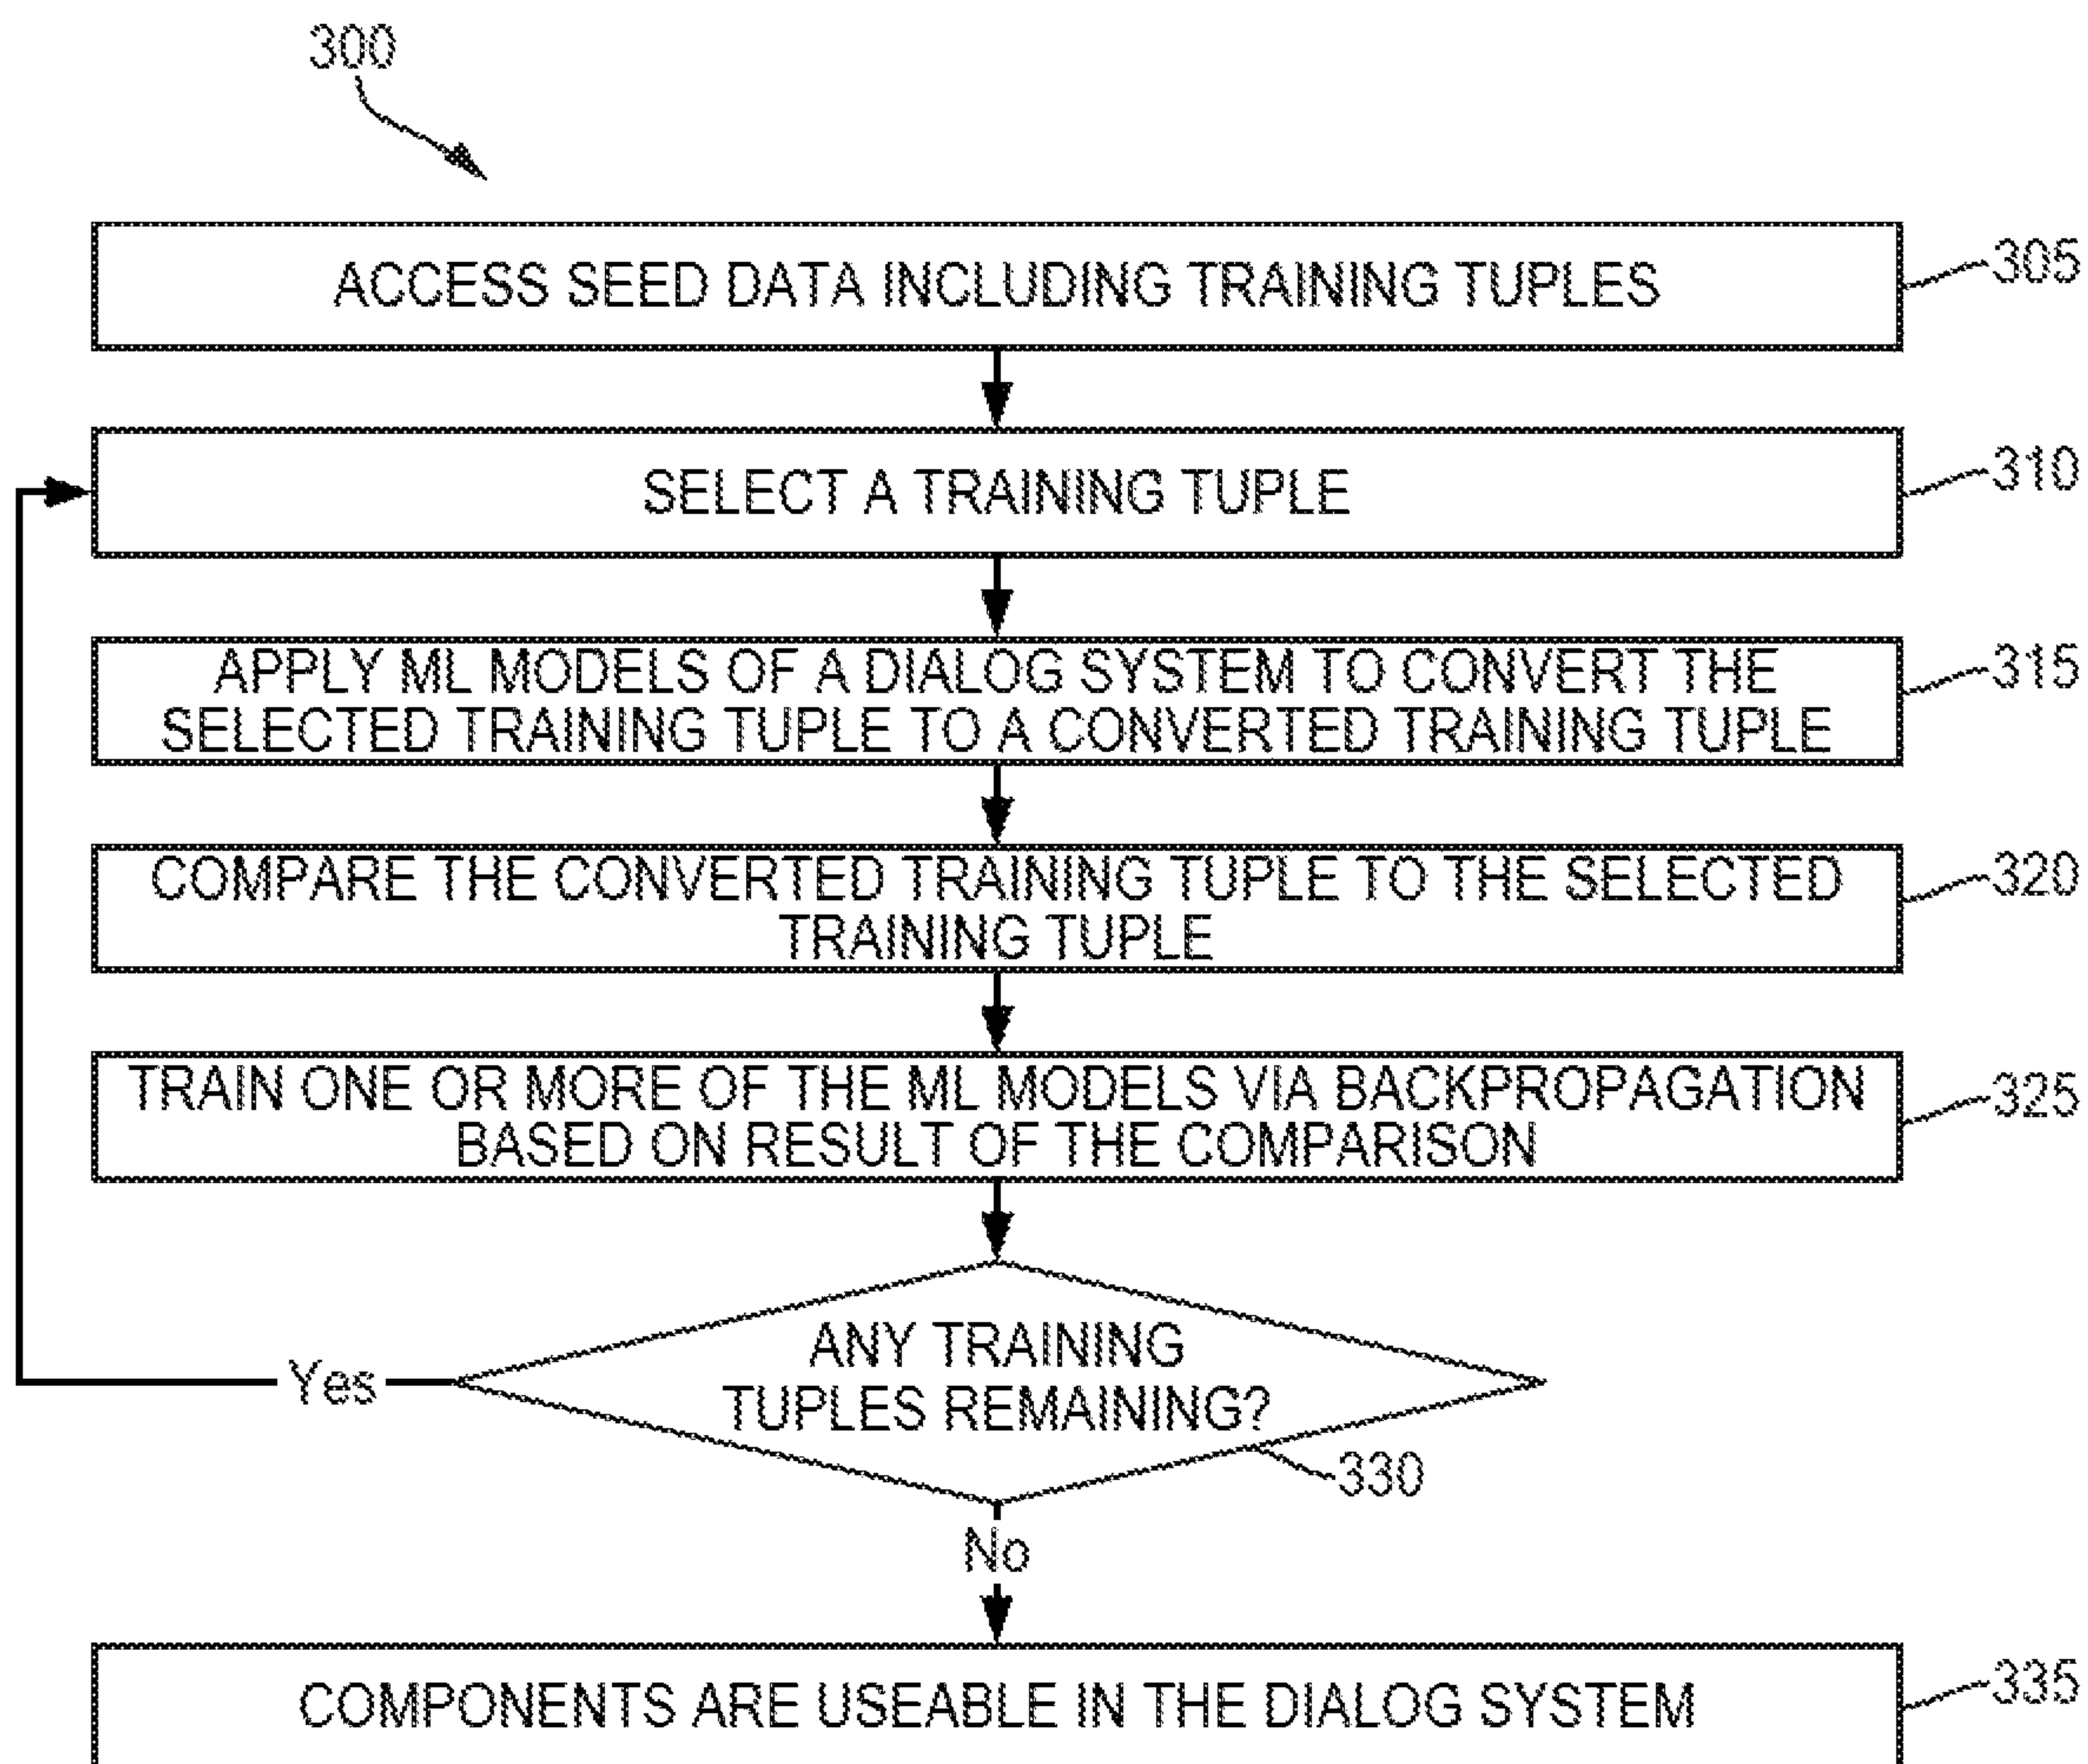 300
ACCESS SEED DATA INCLUDING TRAINING TUPLES
305
SELECT A TRAINING TUPLE
310
APPLY ML MODELS OF A DIALOG SYSTEM TO CONVERT THE
SELECTED TRAINING TUPLE TO A CONVERTED TRAINING TUPLE
315
COMPARE THE CONVERTED TRAINING TUPLE TO THE SELECTED
TRAINING TUPLE
320
TRAIN ONE OR MORE OF THE ML MODELS VIA BACKPROPAGATION
BASED ON RESULT OF THE COMPARISON
325
ANY TRAINING
TUPLES REMAINING?
Yes
330
No
COMPONENTS ARE USEABLE IN THE DIALOG SYSTEM
335